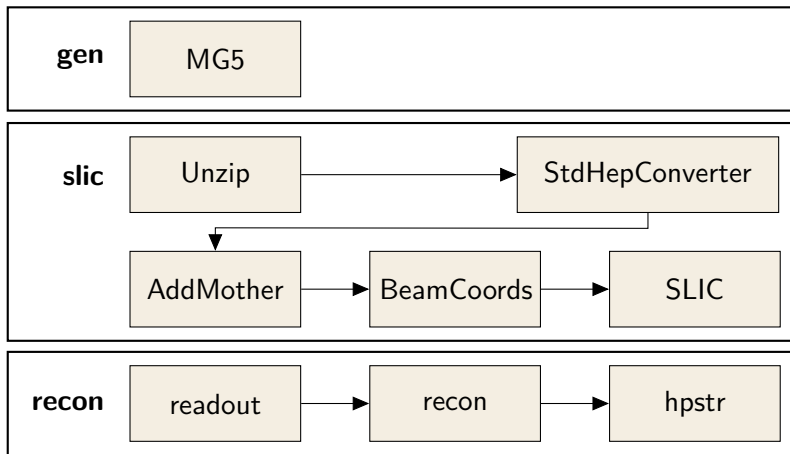 gen MG5
slic Unzip StdHepConverter
AddMother BeamCoords SLIC
recon readout recon hpstr